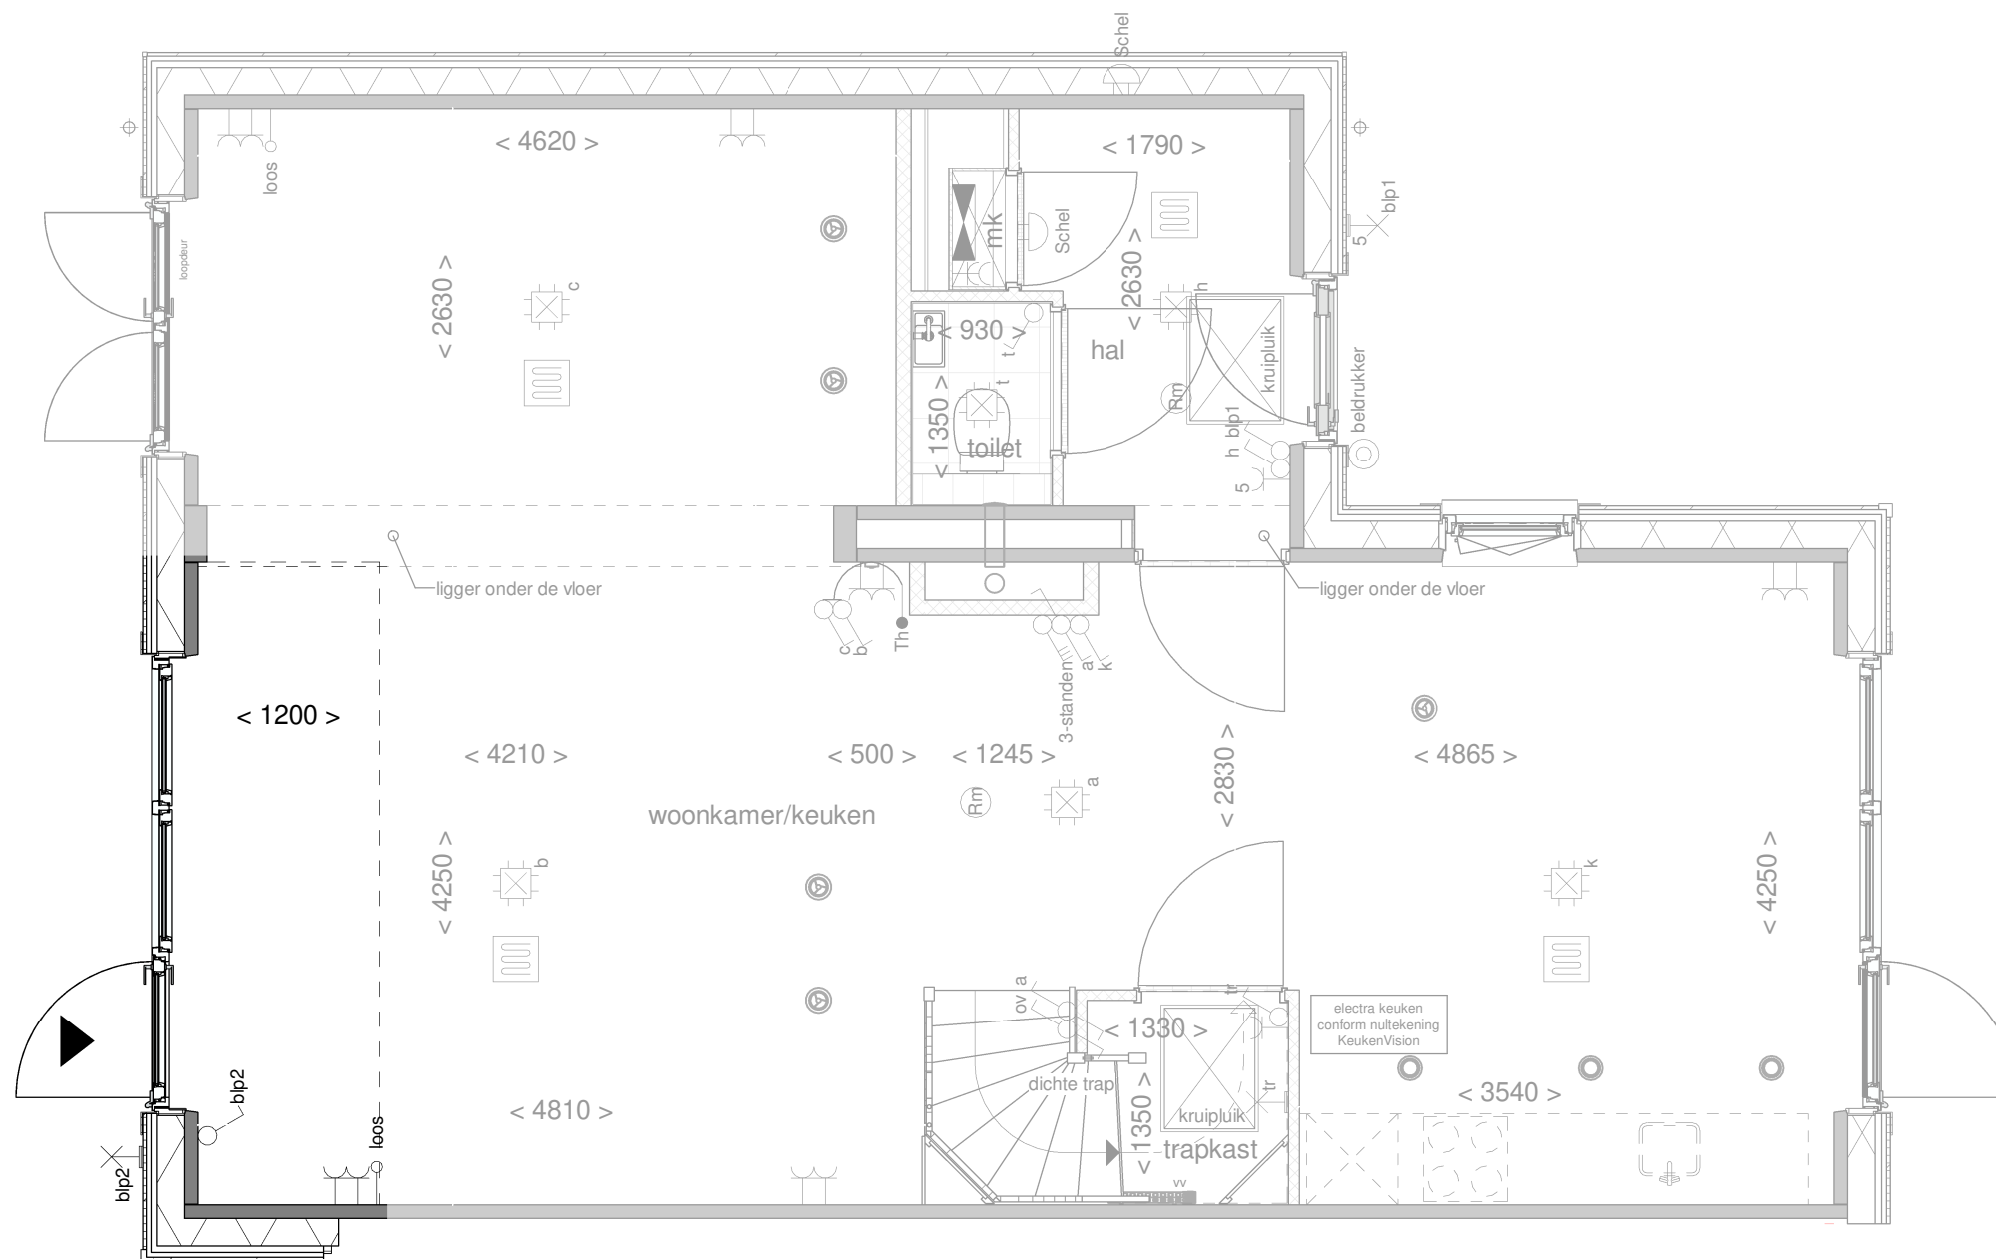 Schel
< 4620 >
< 1790 >
loos
blp1
5
loopdeur
mk
Schel
< 2630 >
c
< 2630 >
h
< 930 >
t
hal
kruipluik
beldrukker
t
Rm
< 1350 >
toilet
h blp1
5
ligger onder de vloer
ligger onder de vloer
c
b
Th
3-standen
a
k
< 1200 >
< 4210 >
< 500 >
< 1245 >
< 2830 >
< 4865 >
a
Rm
woonkamer/keuken
< 4250 >
b
k
< 4250 >
ov a
tr
electra keuken
conform nultekening
KeukenVision
< 1330 >
dichte trap
tr
blp2
< 4810 >
< 1350 >
kruipluik
< 3540 >
loos
trapkast
blp2
vv